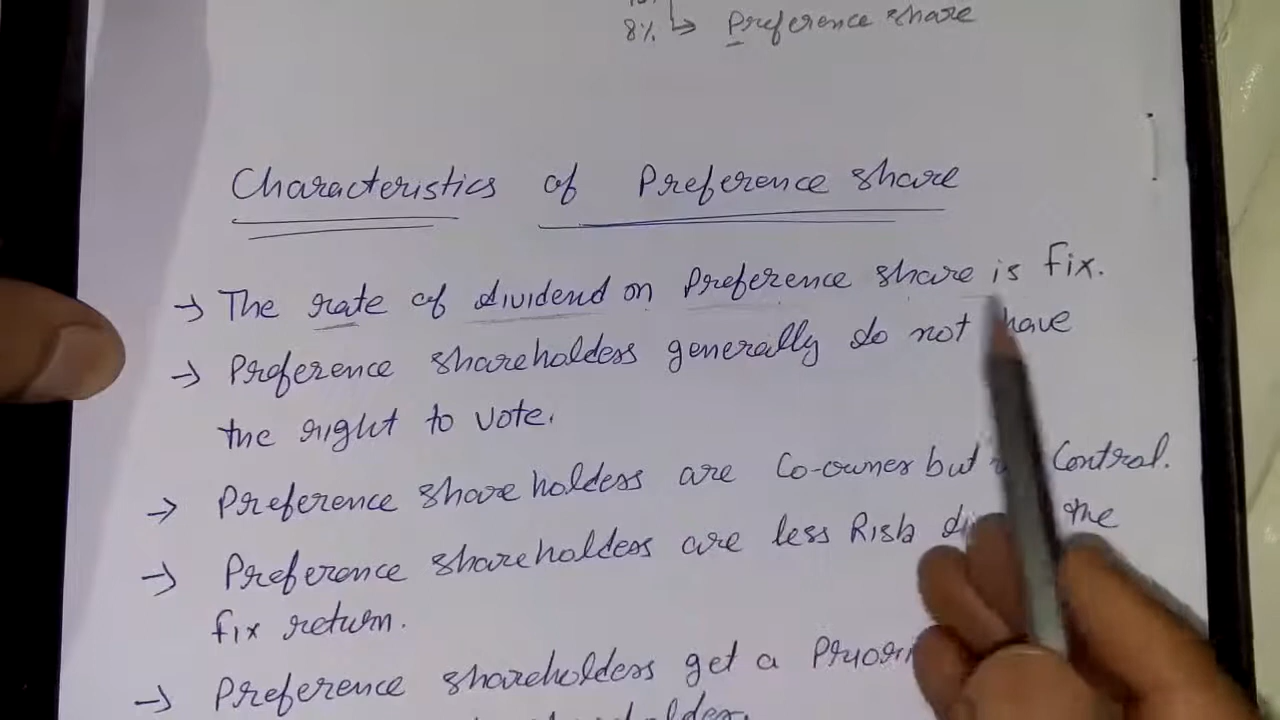 8% ↳ Preference share
Characteristics of Preference share
→ The rate of dividend on Preference share is fix.
→ Preference shareholders generally do not have
the right to vote.
→ Preference shareholders are Co-owner but Control.
→ Preference shareholders are less Risk the
fix return.
→ Preference shareholders get a